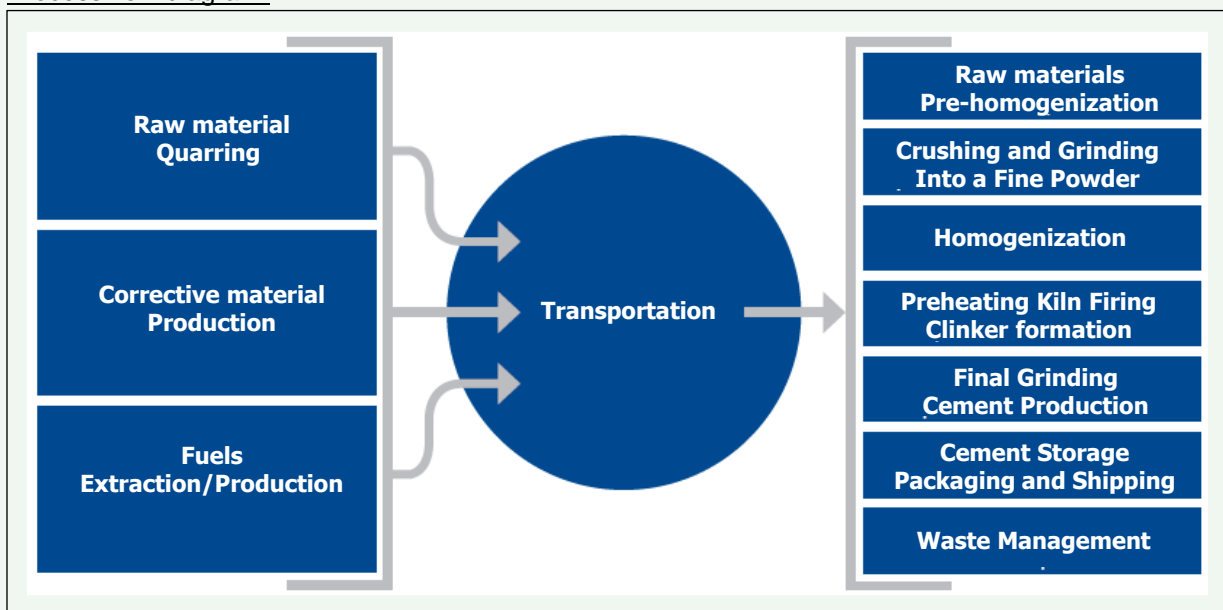 Raw material
Quarring
Corrective material
Production
Fuels
Extraction/Production
Transportation
Raw materials
Pre-homogenization
Crushing and Grinding
Into a Fine Powder
Homogenization
Preheating Kiln Firing
Clinker formation
Final Grinding
Cement Production
Cement Storage
Packaging and Shipping
Waste Management